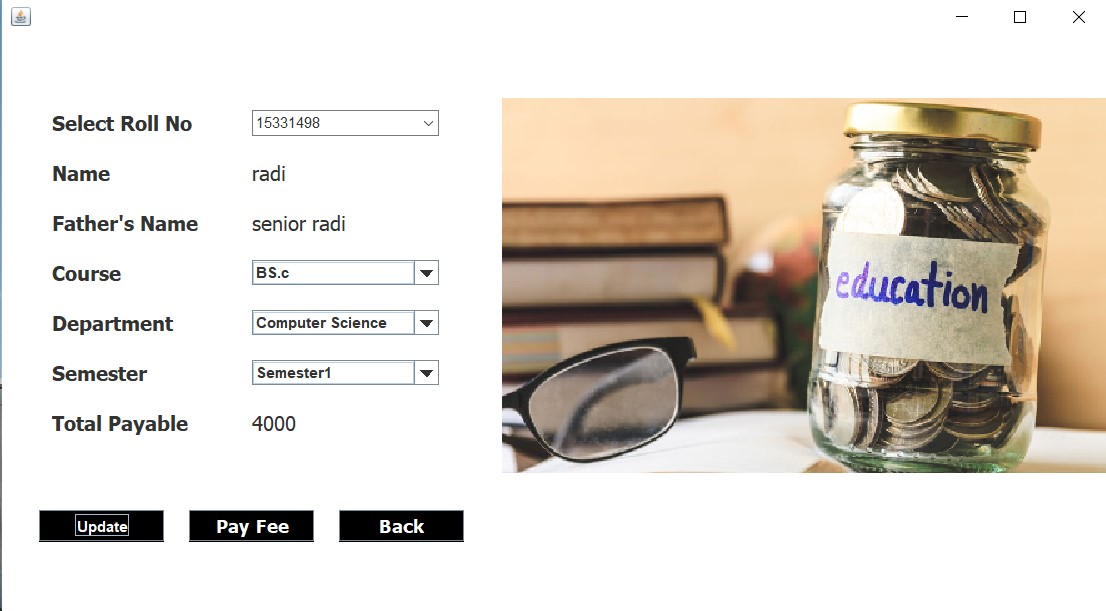 Select Roll No 15331498
Name radi
Father's Name senior radi
Course BS.c
Department Computer Science
Semester Semester1
Total Payable 4000
education
Update Pay Fee Back